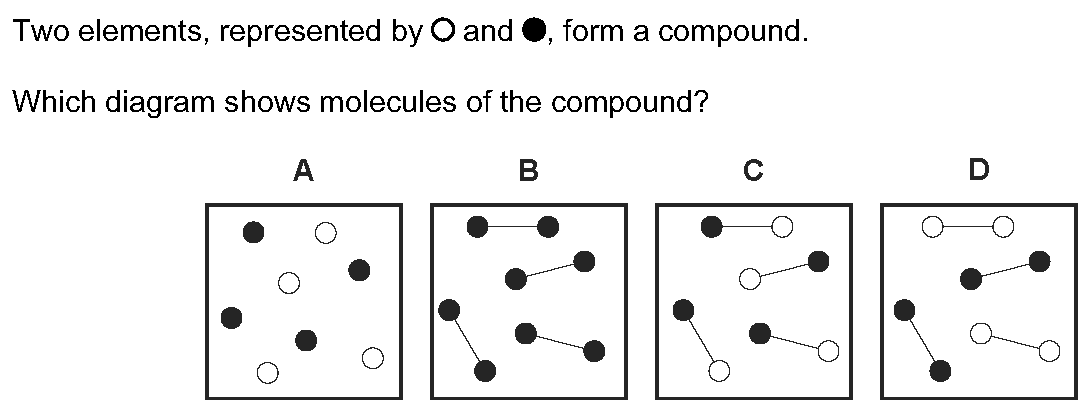 Two elements, represented by ○ and ●, form a compound.
Which diagram shows molecules of the compound?
A B C D